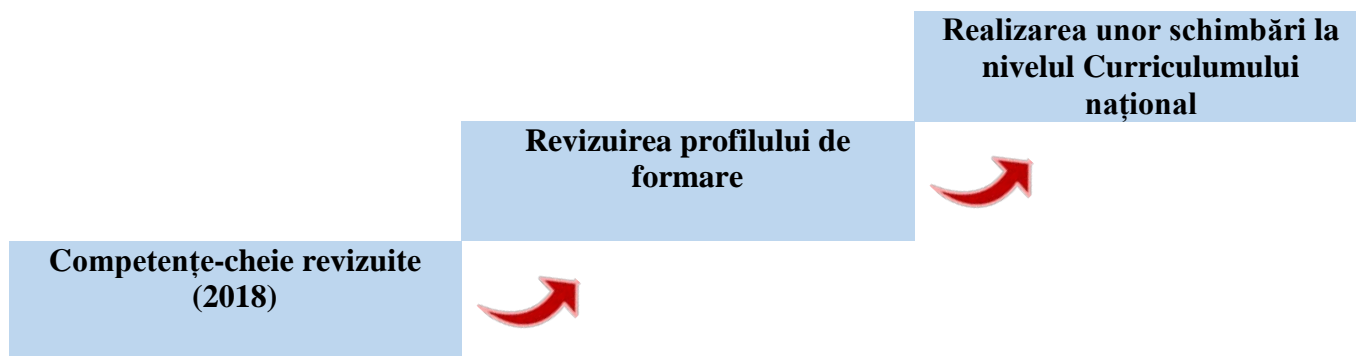 Realizarea unor schimbări la
nivelul Curriculumului
național
Revizuirea profilului de
formare
Competențe-cheie revizuite
(2018)